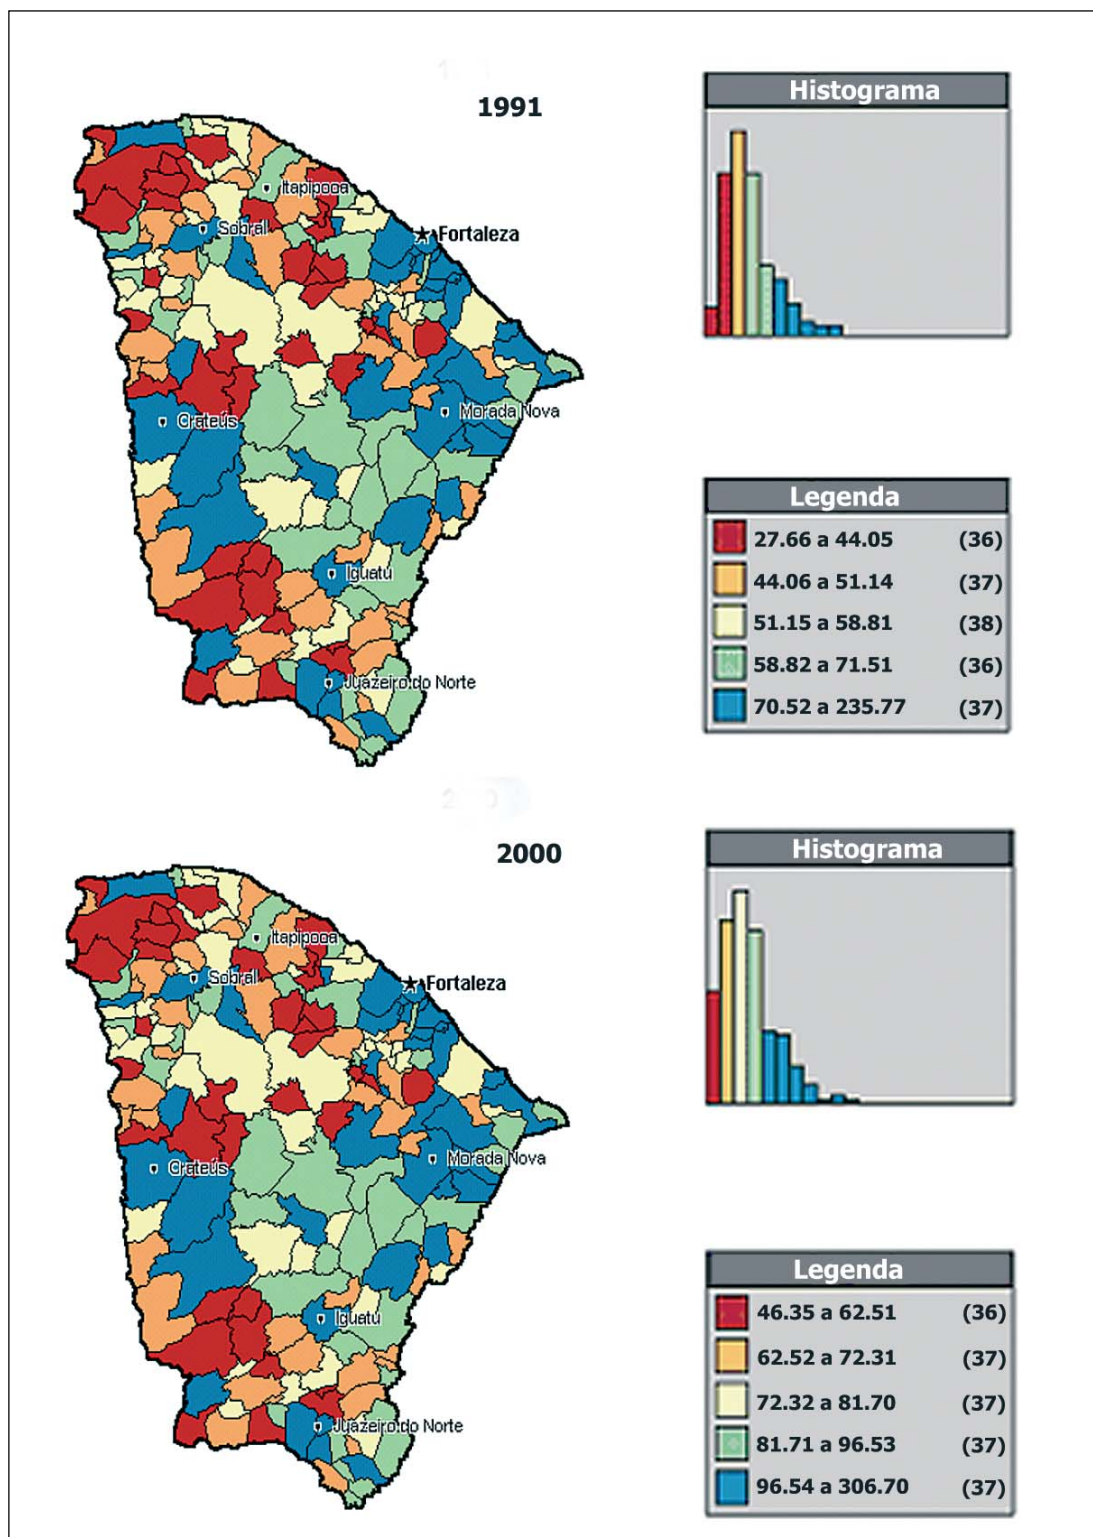 1991
Histograma
Itapipoca
Sobral
Fortaleza
Crateús
Morada Nova
Iguatú
Juazeiro do Norte
Legenda
27.66 a 44.05 (36)
44.06 a 51.14 (37)
51.15 a 58.81 (38)
58.82 a 71.51 (36)
70.52 a 235.77 (37)
2000
Histograma
Itapipoca
Sobral
Fortaleza
Crateús
Morada Nova
Iguatú
Juazeiro do Norte
Legenda
46.35 a 62.51 (36)
62.52 a 72.31 (37)
72.32 a 81.70 (37)
81.71 a 96.53 (37)
96.54 a 306.70 (37)